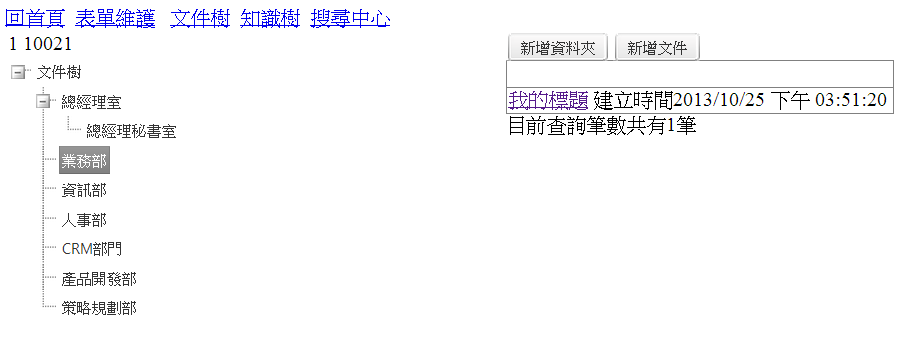 回首頁 表單維護 文件樹 知識樹 搜尋中心
1 10021
文件樹
總經理室
總經理秘書室
業務部
資訊部
人事部
CRM部門
產品開發部
策略規劃部
新增資料夾 新增文件
我的標題 建立時間2013/10/25 下午 03:51:20
目前查詢筆數共有1筆